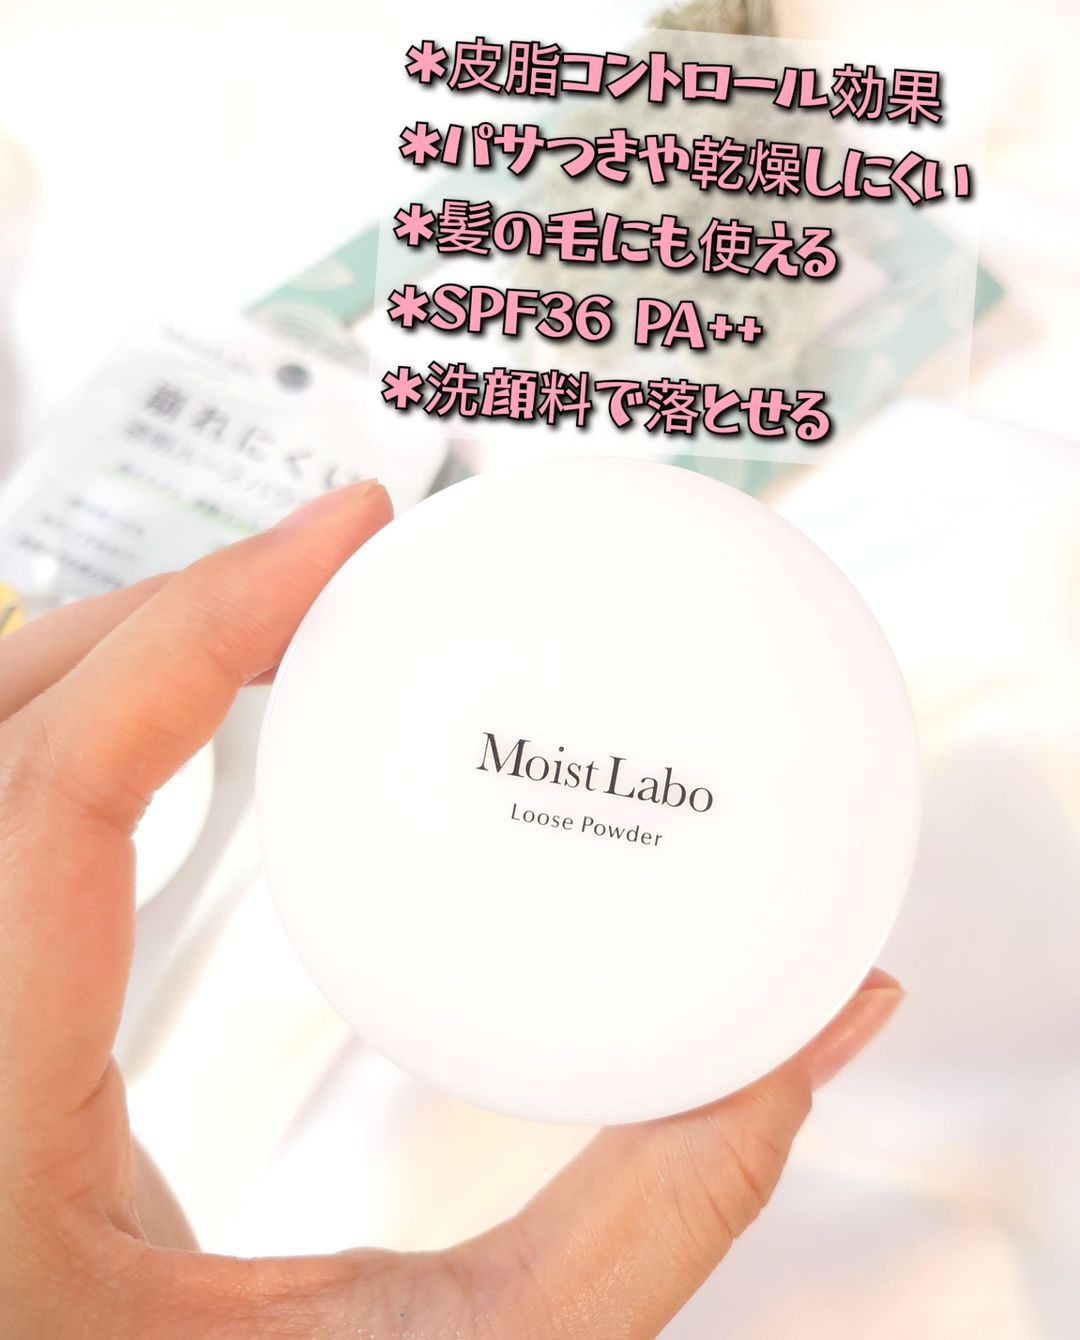 *皮脂コントロール効果
*パサつきや乾燥しにくい
*髪の毛にも使える
*SPF36 PA++
*洗顔料で落とせる
崩れにくい
Moist Labo
Loose Powder